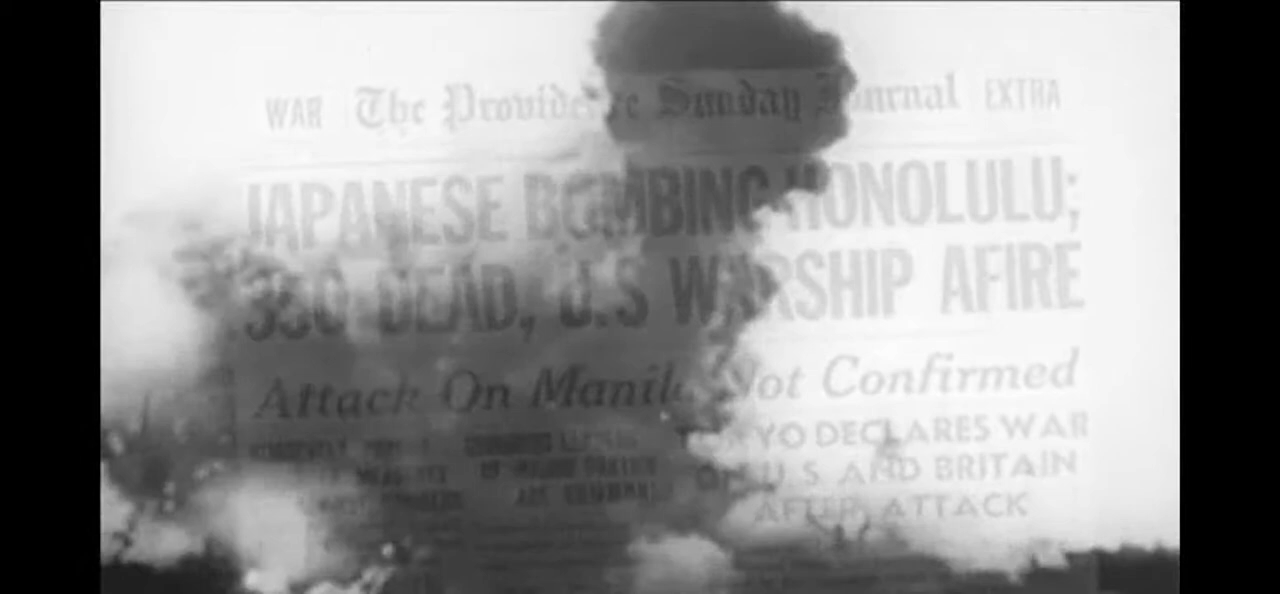 WAR The Providence Sunday Journal EXTRA
JAPANESE BOMBING HONOLULU;
350 DEAD, U.S WARSHIP AFIRE
Attack On Manila Not Confirmed
TOKYO DECLARES WAR
ON U.S AND BRITAIN
AFTER ATTACK